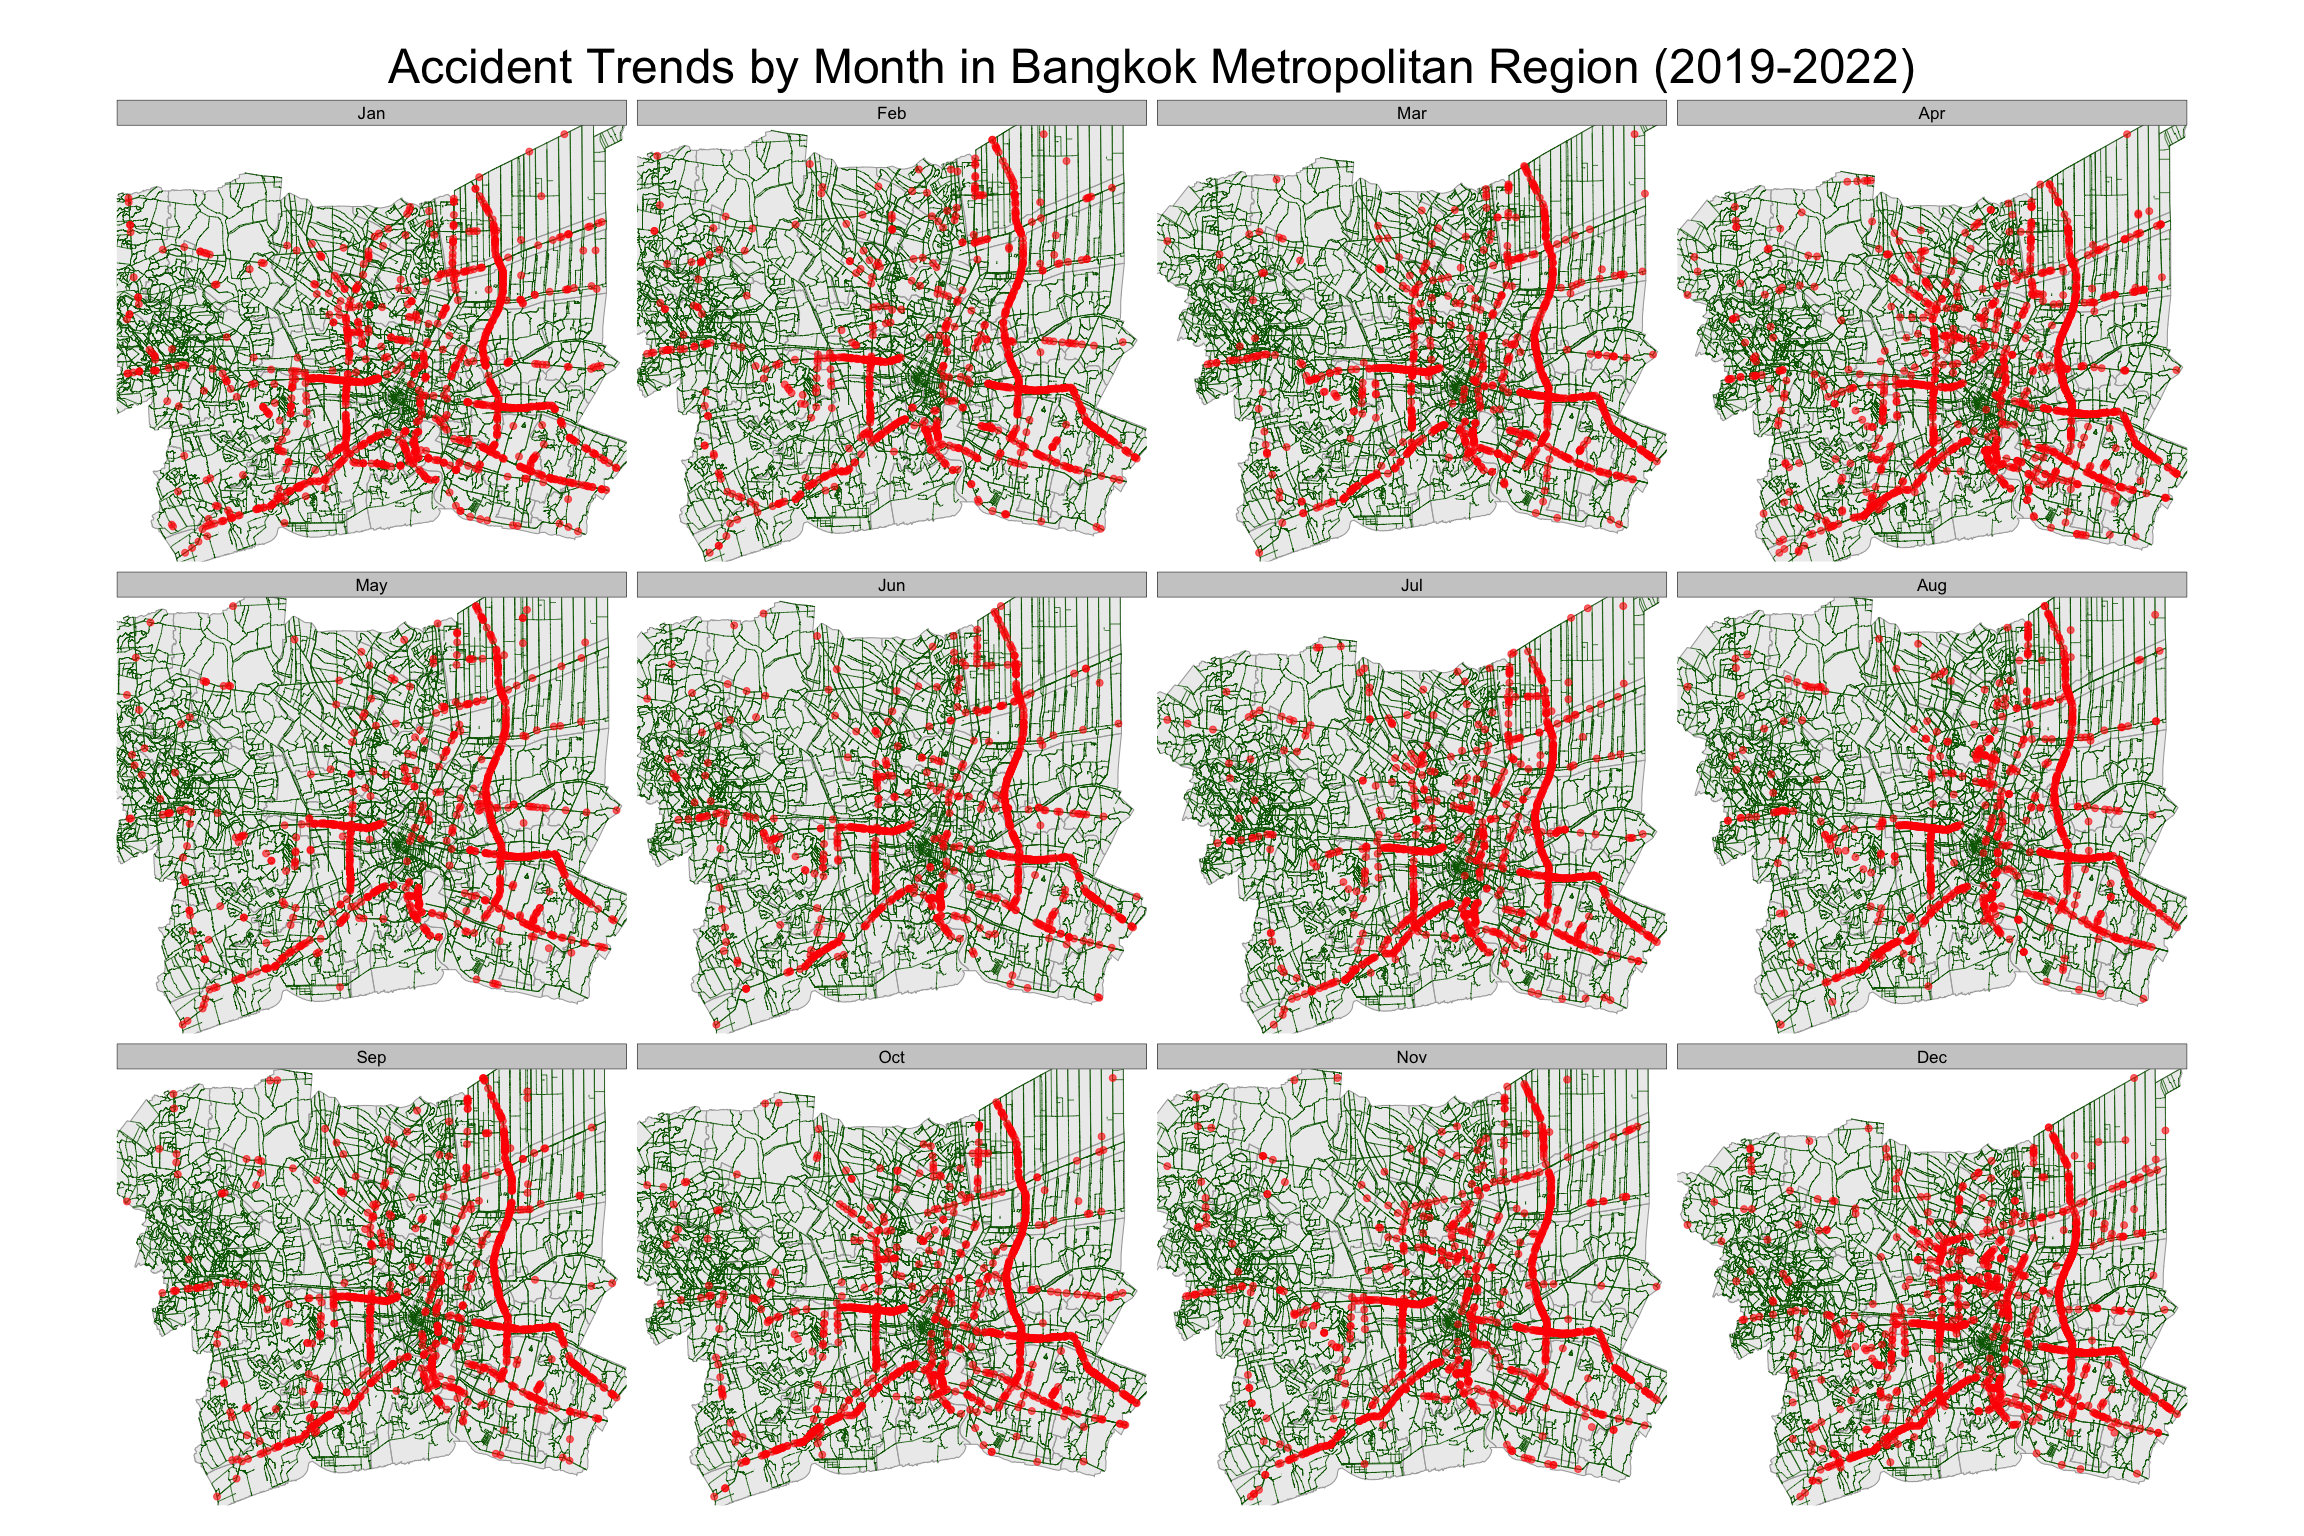 Accident Trends by Month in Bangkok Metropolitan Region (2019-2022)
Jan
Feb
Mar
Apr
May
Jun
Jul
Aug
Sep
Oct
Nov
Dec